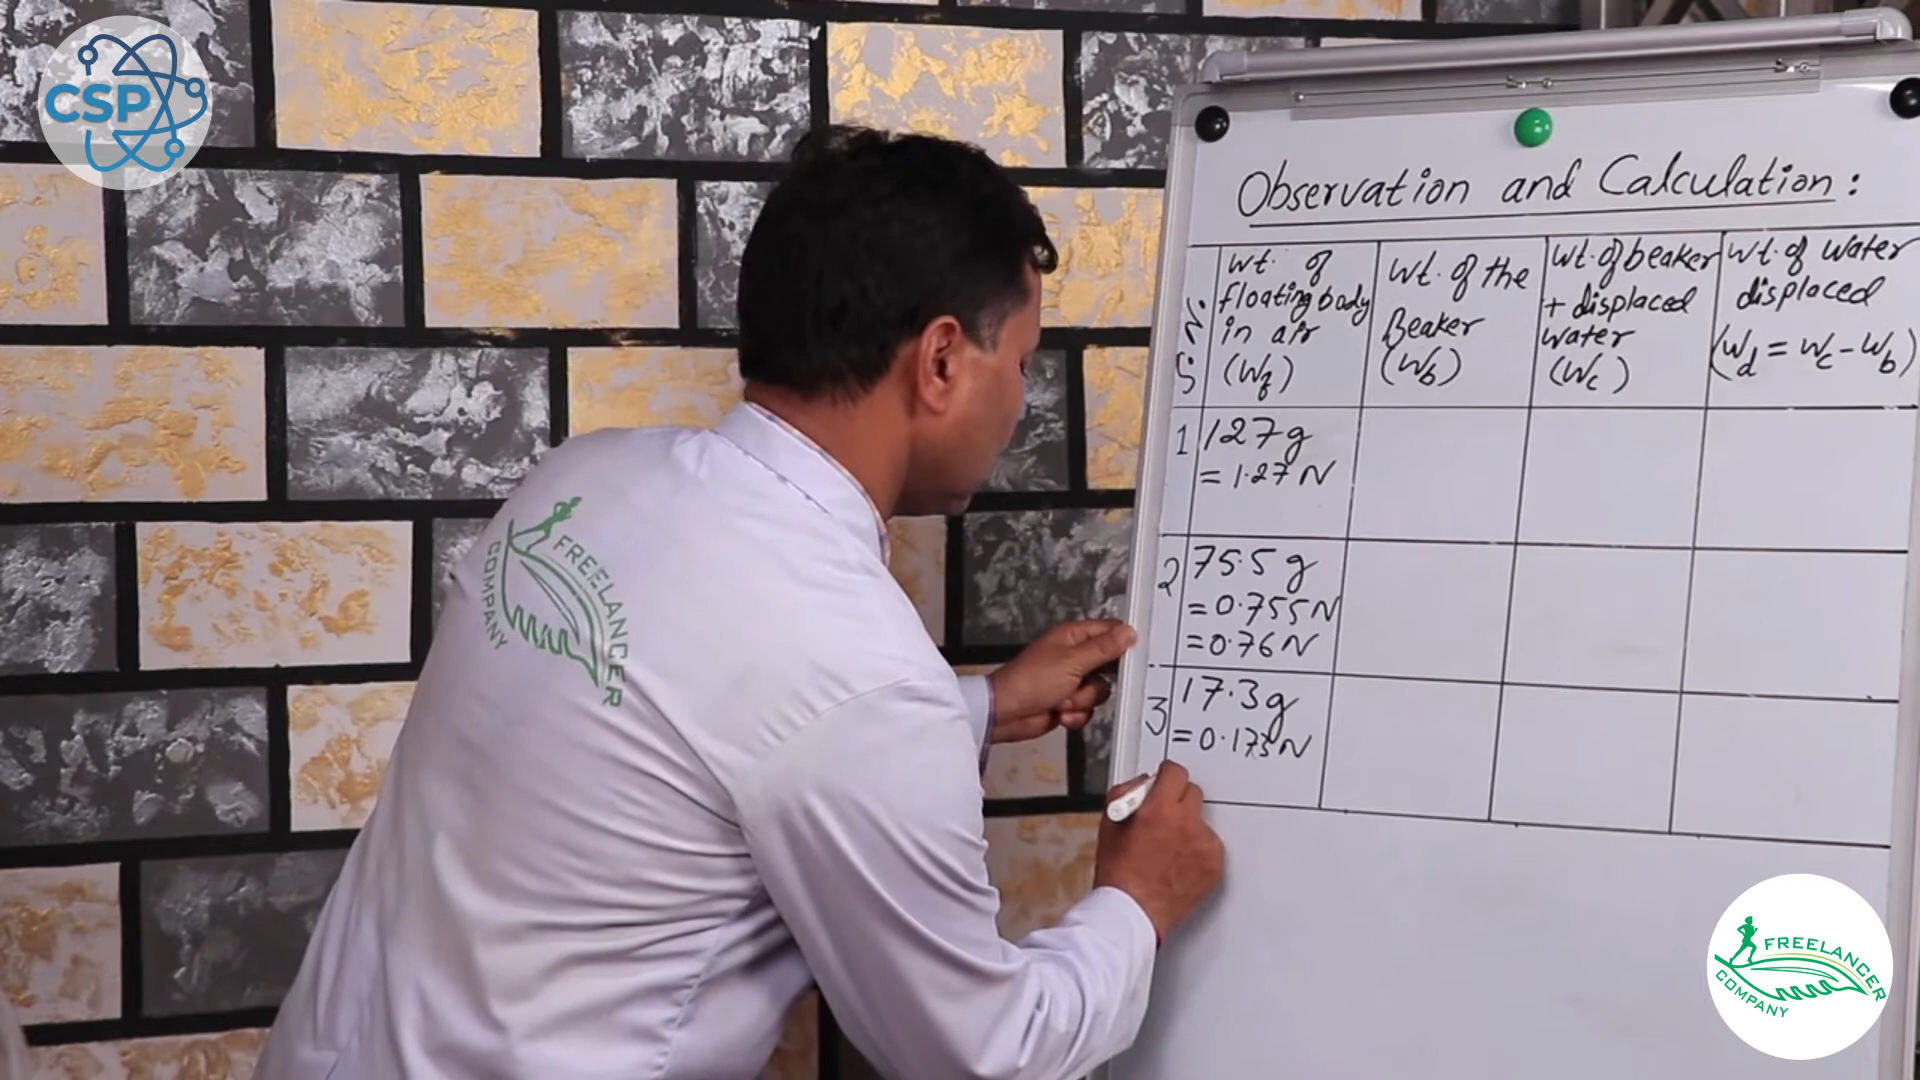 CSP
Observation and Calculation :
S.N.
wt. of
floating body
in air
(Wf)
Wt. of the
Beaker
(Wb)
Wt. of beaker
+ displaced
water
(Wc)
Wt. of water
displaced
(Wd = Wc - Wb)
1
127 g
= 1.27 N
2
75.5 g
= 0.755 N
= 0.76 N
3
17.3 g
= 0.173 N
FREELANCER
COMPANY
FREELANCER
COMPANY